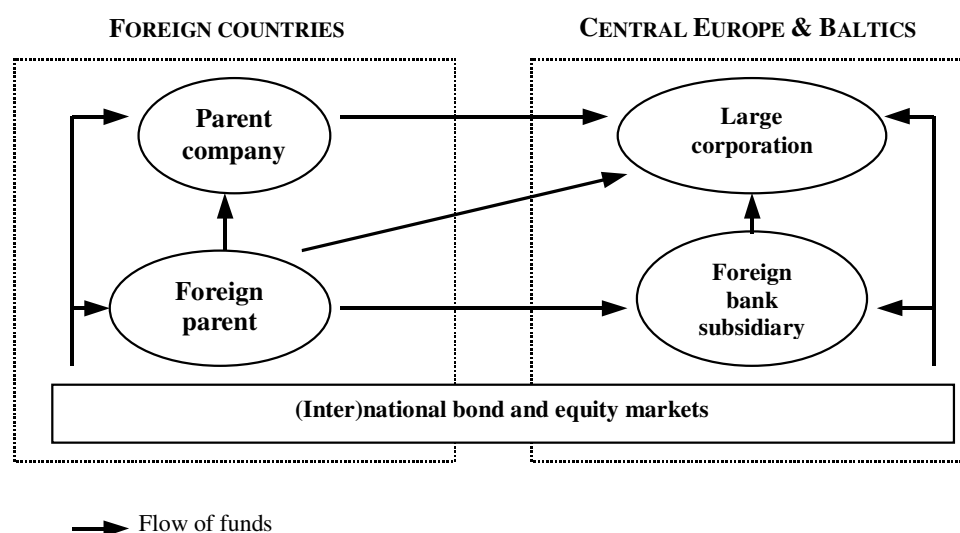 FOREIGN COUNTRIES
CENTRAL EUROPE & BALTICS
Parent
company
Large
corporation
Foreign
parent
Foreign
bank
subsidiary
(Inter)national bond and equity markets
Flow of funds